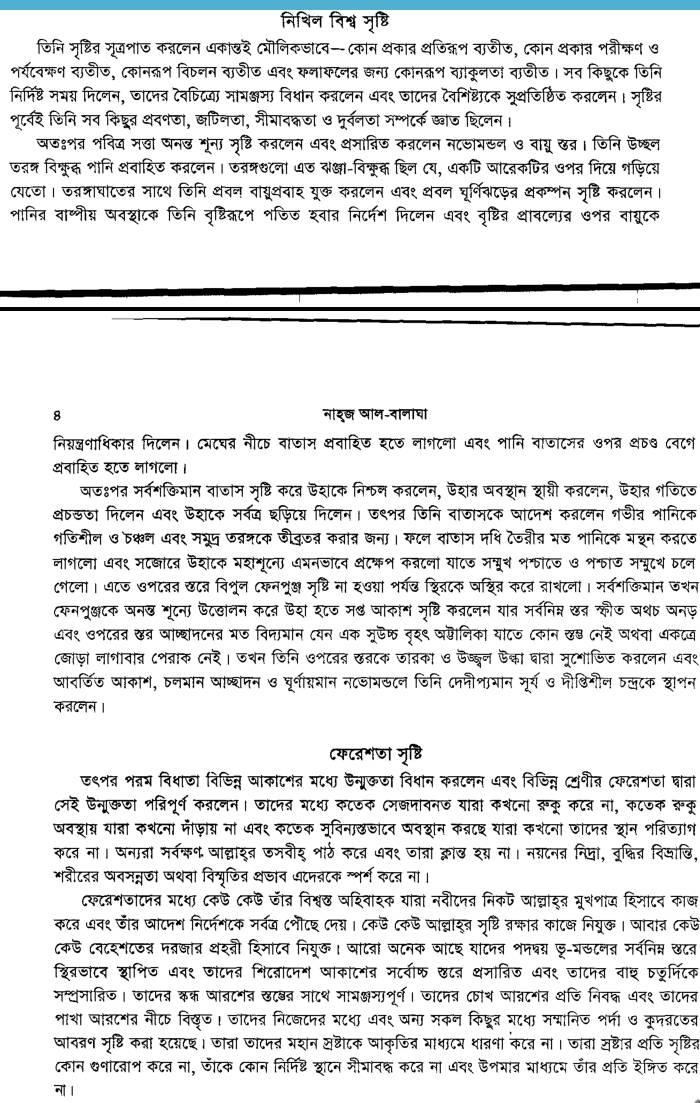 নিখিল বিশ্ব সৃষ্টি
তিনি সৃষ্টির সূত্রপাত করলেন একান্তই মৌলিকভাবে—কোন প্রকার প্রতিরূপ ব্যতীত, কোন প্রকার পরীক্ষণ ও
পর্যবেক্ষণ ব্যতীত, কোনরূপ বিচলন ব্যতীত এবং ফলাফলের জন্য কোনরূপ ব্যাকুলতা ব্যতীত। সব কিছুকে তিনি
নির্দিষ্ট সময় দিলেন, তাদের বৈচিত্র্যে সামঞ্জস্য বিধান করলেন এবং তাদের বৈশিষ্ট্যকে সুপ্রতিষ্ঠিত করলেন। সৃষ্টির
পূর্বেই তিনি সব কিছুর প্রবণতা, জটিলতা, সীমাবদ্ধতা ও দুর্বলতা সম্পর্কে জ্ঞাত ছিলেন।
অতঃপর পবিত্র সত্তা অনন্ত শূন্য সৃষ্টি করলেন এবং প্রসারিত করলেন নভোমন্ডল ও বায়ু স্তর। তিনি উচ্ছল
তরঙ্গ বিক্ষুব্ধ পানি প্রবাহিত করলেন। তরঙ্গগুলো এত ঝঞ্ঝা-বিক্ষুব্ধ ছিল যে, একটি আরেকটির ওপর দিয়ে গড়িয়ে
যেতো। তরঙ্গাঘাতের সাথে তিনি প্রবল বায়ুপ্রবাহ যুক্ত করলেন এবং প্রবল ঘূর্ণিঝড়ের প্রকম্পন সৃষ্টি করলেন।
পানির বাষ্পীয় অবস্থাকে তিনি বৃষ্টিরূপে পতিত হবার নির্দেশ দিলেন এবং বৃষ্টির প্রাবল্যের ওপর বায়ুকে
৪ নাহ্‌জ আল-বালাঘা
নিয়ন্ত্রণাধিকার দিলেন। মেঘের নীচে বাতাস প্রবাহিত হতে লাগলো এবং পানি বাতাসের ওপর প্রচণ্ড বেগে
প্রবাহিত হতে লাগলো।
অতঃপর সর্বশক্তিমান বাতাস সৃষ্টি করে উহাকে নিশ্চল করলেন, উহার অবস্থান স্থায়ী করলেন, উহার গতিতে
প্রচন্ডতা দিলেন এবং উহাকে সর্বত্র ছড়িয়ে দিলেন। তৎপর তিনি বাতাসকে আদেশ করলেন গভীর পানিকে
গতিশীল ও চঞ্চল এবং সমুদ্র তরঙ্গকে তীব্রতর করার জন্য। ফলে বাতাস দধি তৈরীর মত পানিকে মন্থন করতে
লাগলো এবং সজোরে উহাকে মহাশূন্যে এমনভাবে প্রক্ষেপ করলো যাতে সম্মুখ পশ্চাতে ও পশ্চাত সম্মুখে চলে
গেলো। এতে ওপরের স্তরে বিপুল ফেনপুঞ্জ সৃষ্টি না হওয়া পর্যন্ত স্থিরকে অস্থির করে রাখলো। সর্বশক্তিমান তখন
ফেনপুঞ্জকে অনন্ত শূন্যে উত্তোলন করে উহা হতে সপ্ত আকাশ সৃষ্টি করলেন যার সর্বনিম্ন স্তর স্ফীত অথচ অনড়
এবং ওপরের স্তর আচ্ছাদনের মত বিদ্যমান যেন এক সুউচ্চ বৃহৎ অট্টালিকা যাতে কোন স্তম্ভ নেই অথবা একত্রে
জোড়া লাগাবার পেরাক নেই। তখন তিনি ওপরের স্তরকে তারকা ও উজ্জ্বল উল্কা দ্বারা সুশোভিত করলেন এবং
আবর্তিত আকাশ, চলমান আচ্ছাদন ও ঘূর্ণায়মান নভোমন্ডলে তিনি দেদীপ্যমান সূর্য ও দীপ্তিশীল চন্দ্রকে স্থাপন
করলেন।
ফেরেশতা সৃষ্টি
তৎপর পরম বিধাতা বিভিন্ন আকাশের মধ্যে উন্মুক্ততা বিধান করলেন এবং বিভিন্ন শ্রেণীর ফেরেশতা দ্বারা
সেই উন্মুক্ততা পরিপূর্ণ করলেন। তাদের মধ্যে কতেক সেজদাবনত যারা কখনো রুকু করে না, কতেক রুকু
অবস্থায় যারা কখনো দাঁড়ায় না এবং কতেক সুবিন্যস্তভাবে অবস্থান করছে যারা কখনো তাদের স্থান পরিত্যাগ
করে না। অন্যরা সর্বক্ষণ আল্লাহ্‌র তসবীহ্ পাঠ করে এবং তারা ক্লান্ত হয় না। নয়নের নিদ্রা, বুদ্ধির বিভ্রান্তি,
শরীরের অবসন্নতা অথবা বিস্মৃতির প্রভাব এদেরকে স্পর্শ করে না।
ফেরেশতাদের মধ্যে কেউ কেউ তাঁর বিশ্বস্ত অহিবাহক যারা নবীদের নিকট আল্লাহ্‌র মুখপাত্র হিসাবে কাজ
করে এবং তাঁর আদেশ নির্দেশকে সর্বত্র পৌছে দেয়। কেউ কেউ আল্লাহ্‌র সৃষ্টি রক্ষার কাজে নিযুক্ত। আবার কেউ
কেউ বেহেশতের দরজার প্রহরী হিসাবে নিযুক্ত। আরো অনেক আছে যাদের পদদ্বয় ভূ-মন্ডলের সর্বনিম্ন স্তরে
স্থিরভাবে স্থাপিত এবং তাদের শিরোদেশ আকাশের সর্বোচ্চ স্তরে প্রসারিত এবং তাদের বাহু চতুর্দিকে
সম্প্রসারিত। তাদের স্কন্ধ আরশের স্তম্ভের সাথে সামঞ্জস্যপূর্ণ। তাদের চোখ আরশের প্রতি নিবদ্ধ এবং তাদের
পাখা আরশের নীচে বিস্তৃত। তাদের নিজেদের মধ্যে এবং অন্য সকল কিছুর মধ্যে সম্মানিত পর্দা ও কুদরতের
আবরণ সৃষ্টি করা হয়েছে। তারা তাদের মহান স্রষ্টাকে আকৃতির মাধ্যমে ধারণা করে না। তারা স্রষ্টার প্রতি সৃষ্টির
কোন গুণারোপ করে না, তাঁকে কোন নির্দিষ্ট স্থানে সীমাবদ্ধ করে না এবং উপমার মাধ্যমে তাঁর প্রতি ইঙ্গিত করে
না।